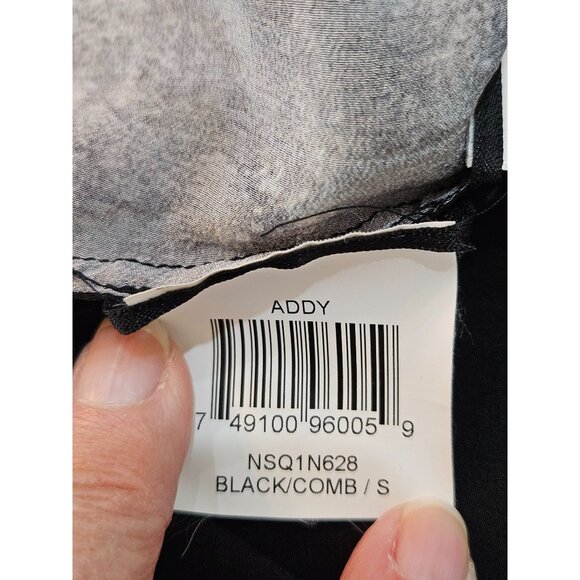 ADDY
7 49100 96005 9
NSQ1N628
BLACK/COMB / S